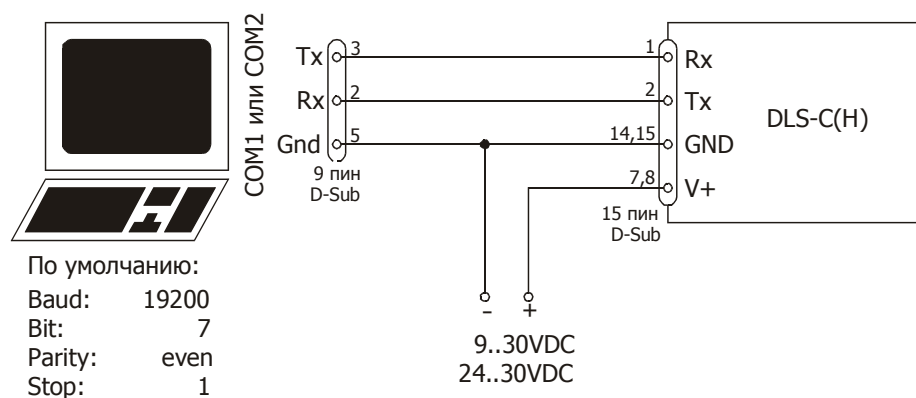 COM1 или COM2
Tx 3
Rx 2
Gnd 5
9 пин
D-Sub
1 Rx
2 Tx
14,15 GND
7,8 V+
15 пин
D-Sub
DLS-C(H)
- +
9..30VDC
24..30VDC
По умолчанию:
Baud: 19200
Bit: 7
Parity: even
Stop: 1